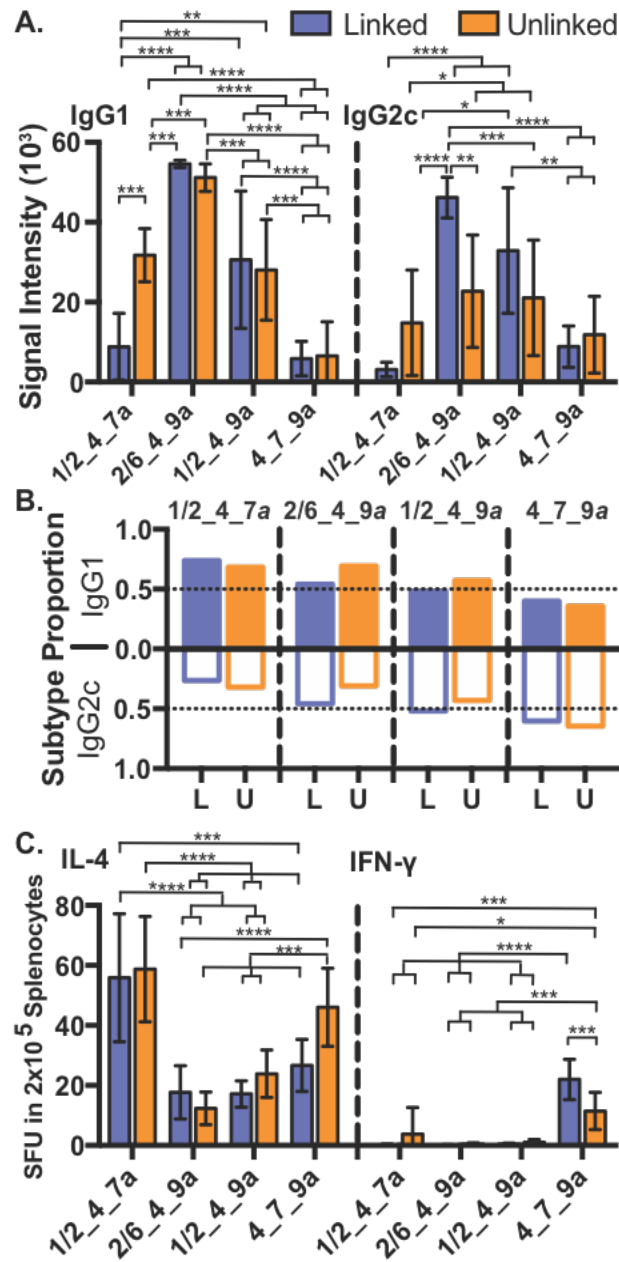 A. Linked Unlinked
**
***
****
****
****
IgG1
***
***
****
***
****
***
****
*
*
IgG2c
****
***
****
**
**
Signal Intensity (10³)
60
40
20
0
1/2_4_7a
2/6_4_9a
1/2_4_9a
4_7_9a
1/2_4_7a
2/6_4_9a
1/2_4_9a
4_7_9a
B.
1/2_4_7a 2/6_4_9a 1/2_4_9a 4_7_9a
Subtype Proportion
IgG1
IgG2c
1.0
0.5
0.0
0.5
1.0
L U L U L U L U
C.
IL-4
***
****
****
****
***
IFN-γ
***
*
****
***
***
SFU in 2x10⁵ Splenocytes
80
60
40
20
0
1/2_4_7a
2/6_4_9a
1/2_4_9a
4_7_9a
1/2_4_7a
2/6_4_9a
1/2_4_9a
4_7_9a